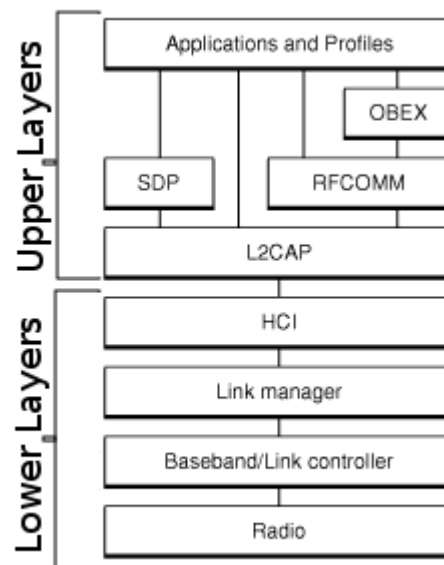 Upper Layers
Applications and Profiles
OBEX
SDP
RFCOMM
L2CAP
Lower Layers
HCI
Link manager
Baseband/Link controller
Radio